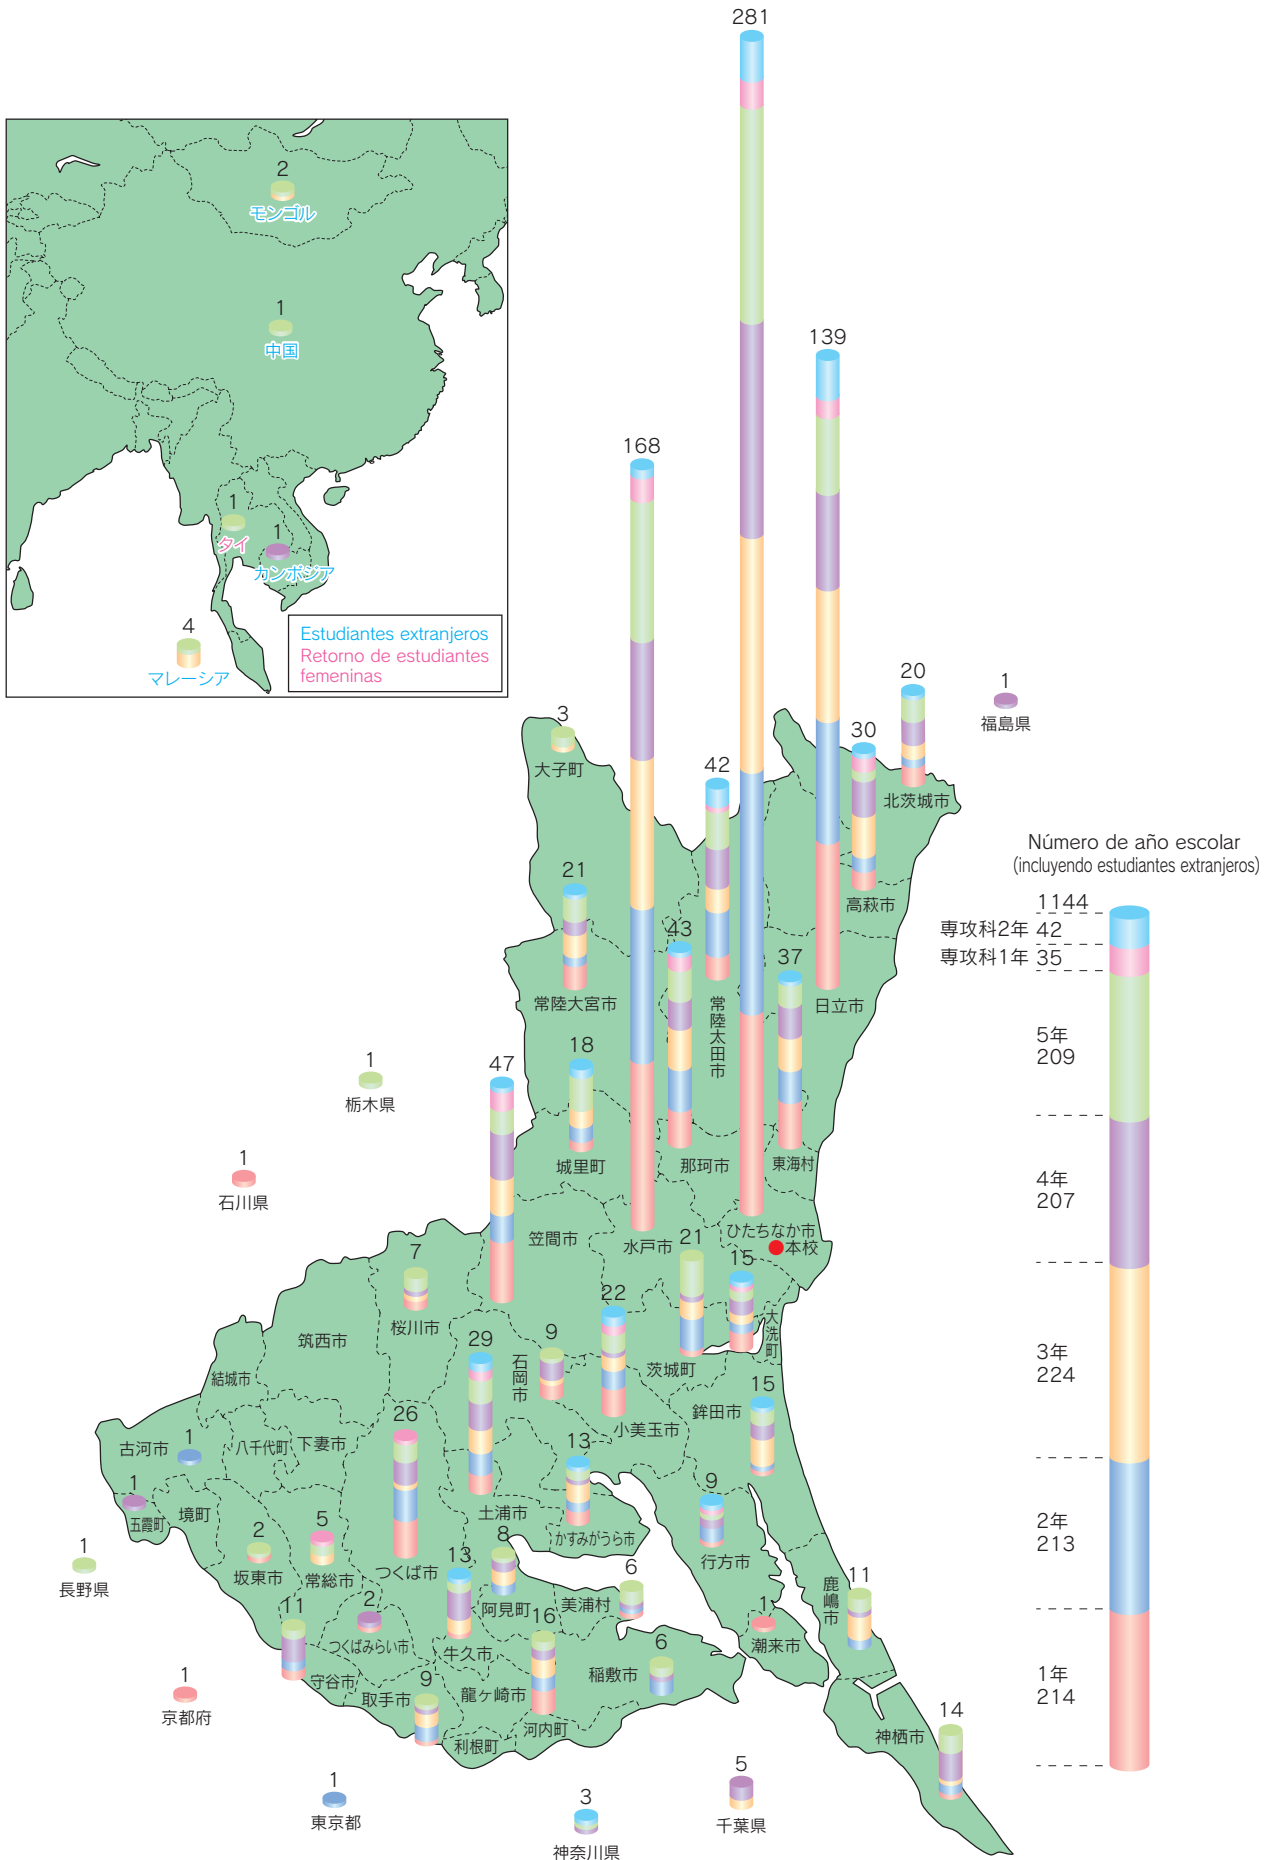 281
2
モンゴル
1
中国
1
タイ
1
カンボジア
4
マレーシア
Estudiantes extranjeros
Retorno de estudiantes
femeninas
139
168
20
北茨城市
1
福島県
3
大子町
30
高萩市
42
常陸太田市
21
常陸大宮市
43
那珂市
37
東海村
日立市
18
城里町
47
笠間市
水戸市
ひたちなか市
本校
1
栃木県
1
石川県
7
桜川市
筑西市
結城市
21
茨城町
15
大洗町
22
小美玉市
9
石岡市
29
土浦市
15
鉾田市
古河市
1
八千代町
下妻市
26
つくば市
13
かすみがうら市
9
行方市
1
五霞町
境町
2
坂東市
5
常総市
1
長野県
13
牛久市
8
阿見町
美浦村
6
11
鹿嶋市
1
潮来市
11
守谷市
2
つくばみらい市
16
龍ヶ崎市
6
稲敷市
9
取手市
利根町
河内町
14
神栖市
1
京都府
1
東京都
3
神奈川県
5
千葉県
Número de año escolar
(incluyendo estudiantes extranjeros)
1144
専攻科2年 42
専攻科1年 35
5年
209
4年
207
3年
224
2年
213
1年
214